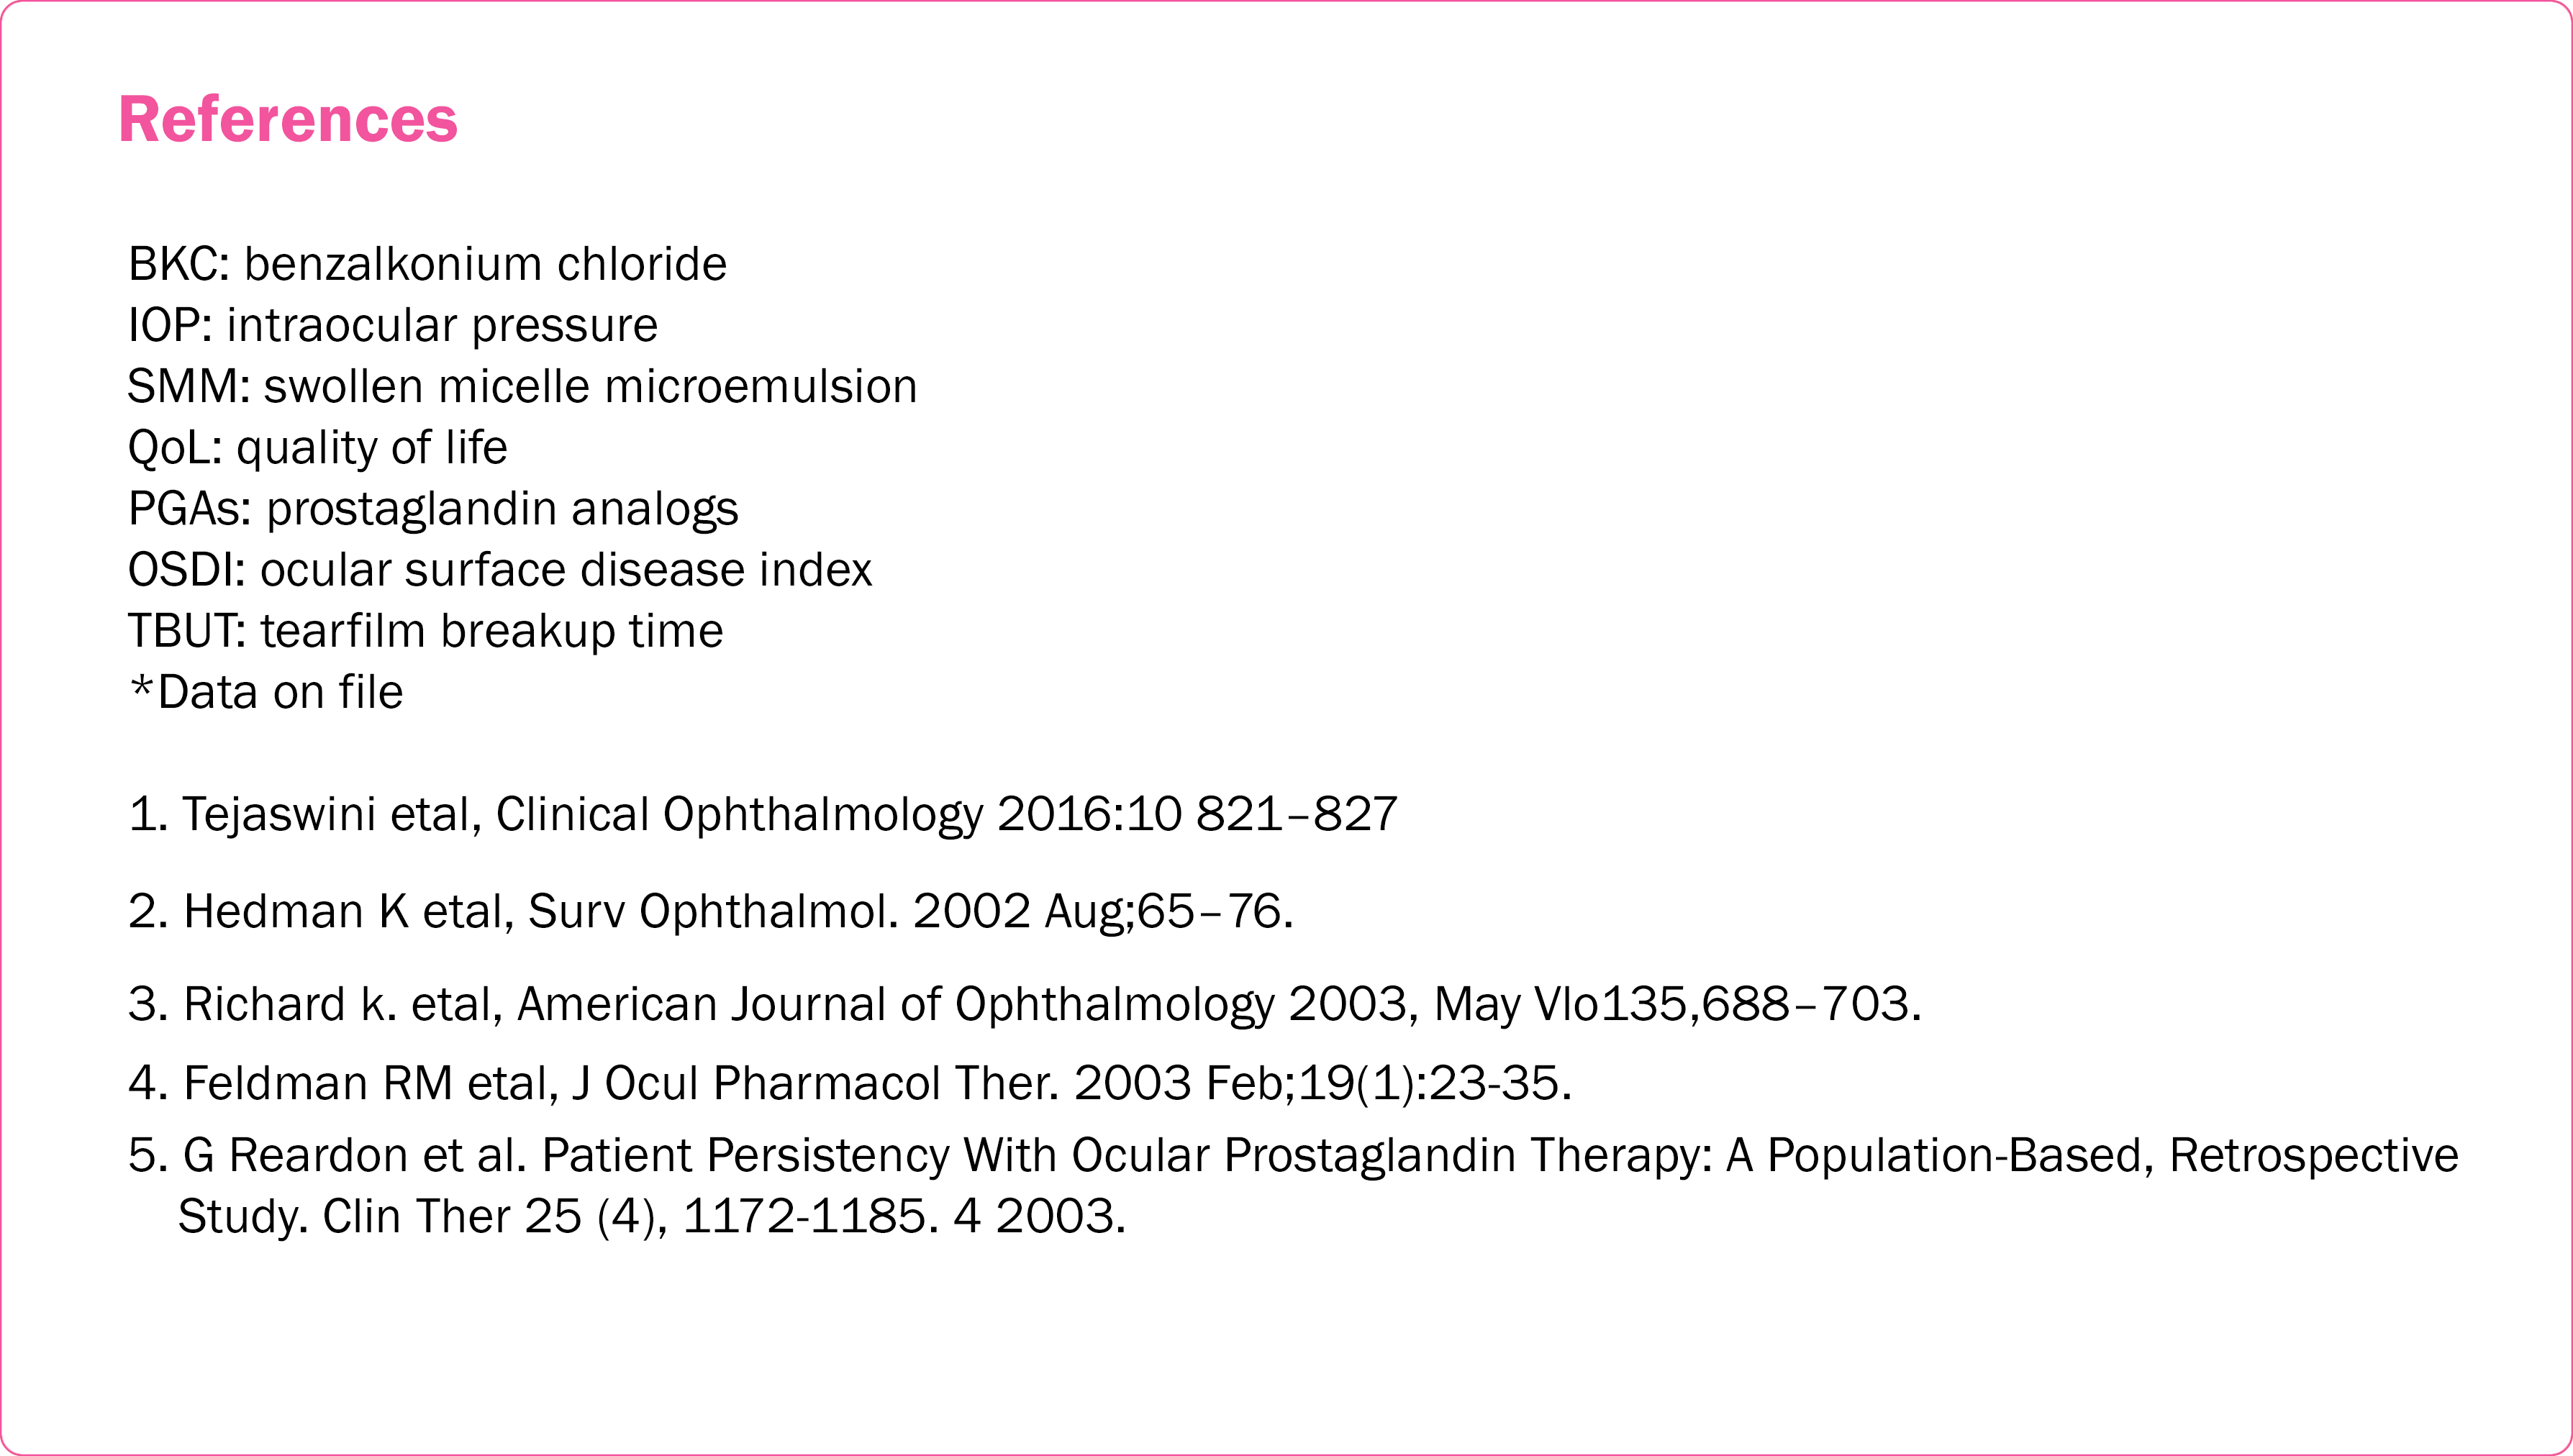 References
BKC: benzalkonium chloride
IOP: intraocular pressure
SMM: swollen micelle microemulsion
QoL: quality of life
PGAs: prostaglandin analogs
OSDI: ocular surface disease index
TBUT: tearfilm breakup time
*Data on file
1. Tejaswini etal, Clinical Ophthalmology 2016:10 821–827
2. Hedman K etal, Surv Ophthalmol. 2002 Aug;65–76.
3. Richard k. etal, American Journal of Ophthalmology 2003, May Vlo135,688–703.
4. Feldman RM etal, J Ocul Pharmacol Ther. 2003 Feb;19(1):23-35.
5. G Reardon et al. Patient Persistency With Ocular Prostaglandin Therapy: A Population-Based, Retrospective
Study. Clin Ther 25 (4), 1172-1185. 4 2003.